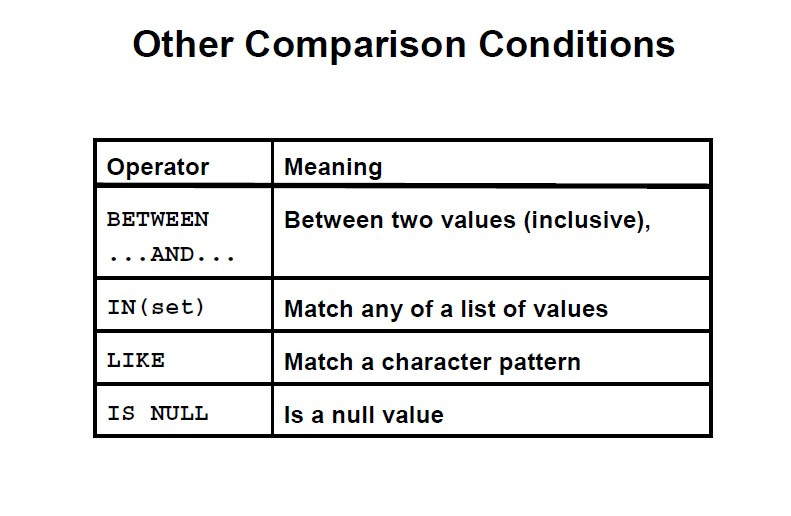 Other Comparison Conditions
Operator
Meaning
BETWEEN
...AND...
Between two values (inclusive),
IN(set)
Match any of a list of values
LIKE
Match a character pattern
IS NULL
Is a null value